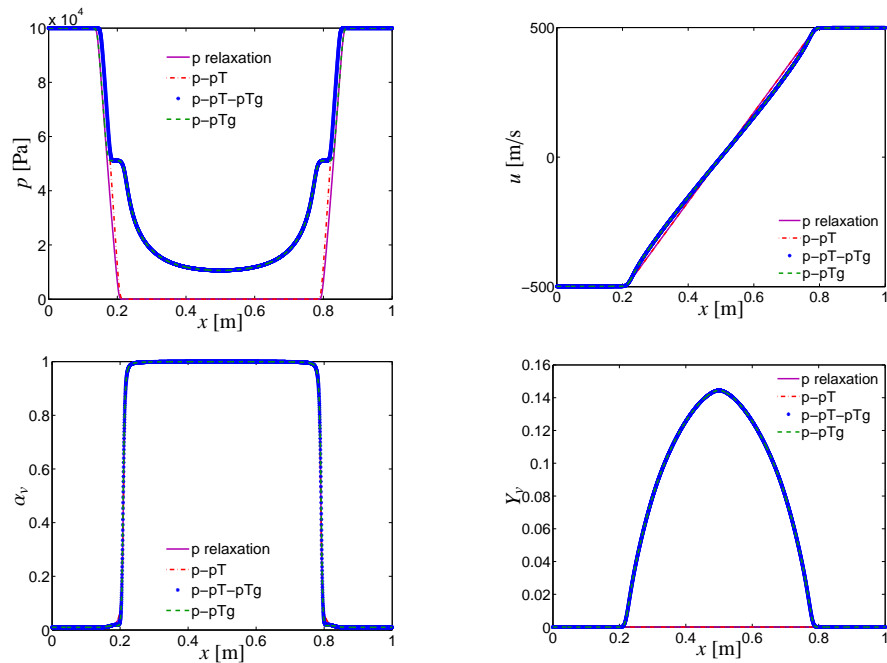 x 10⁴
10
8
6
4
2
0
p [Pa]
p relaxation
p–pT
p–pT–pTg
p–pTg
0 0.2 0.4 0.6 0.8 1
x [m]
500
0
−500
u [m/s]
p relaxation
p–pT
p–pT–pTg
p–pTg
0 0.2 0.4 0.6 0.8 1
x [m]
1
0.8
0.6
0.4
0.2
0
αv
p relaxation
p–pT
p–pT–pTg
p–pTg
0 0.2 0.4 0.6 0.8 1
x [m]
0.16
0.14
0.12
0.1
0.08
0.06
0.04
0.02
0
Yv
p relaxation
p–pT
p–pT–pTg
p–pTg
0 0.2 0.4 0.6 0.8 1
x [m]